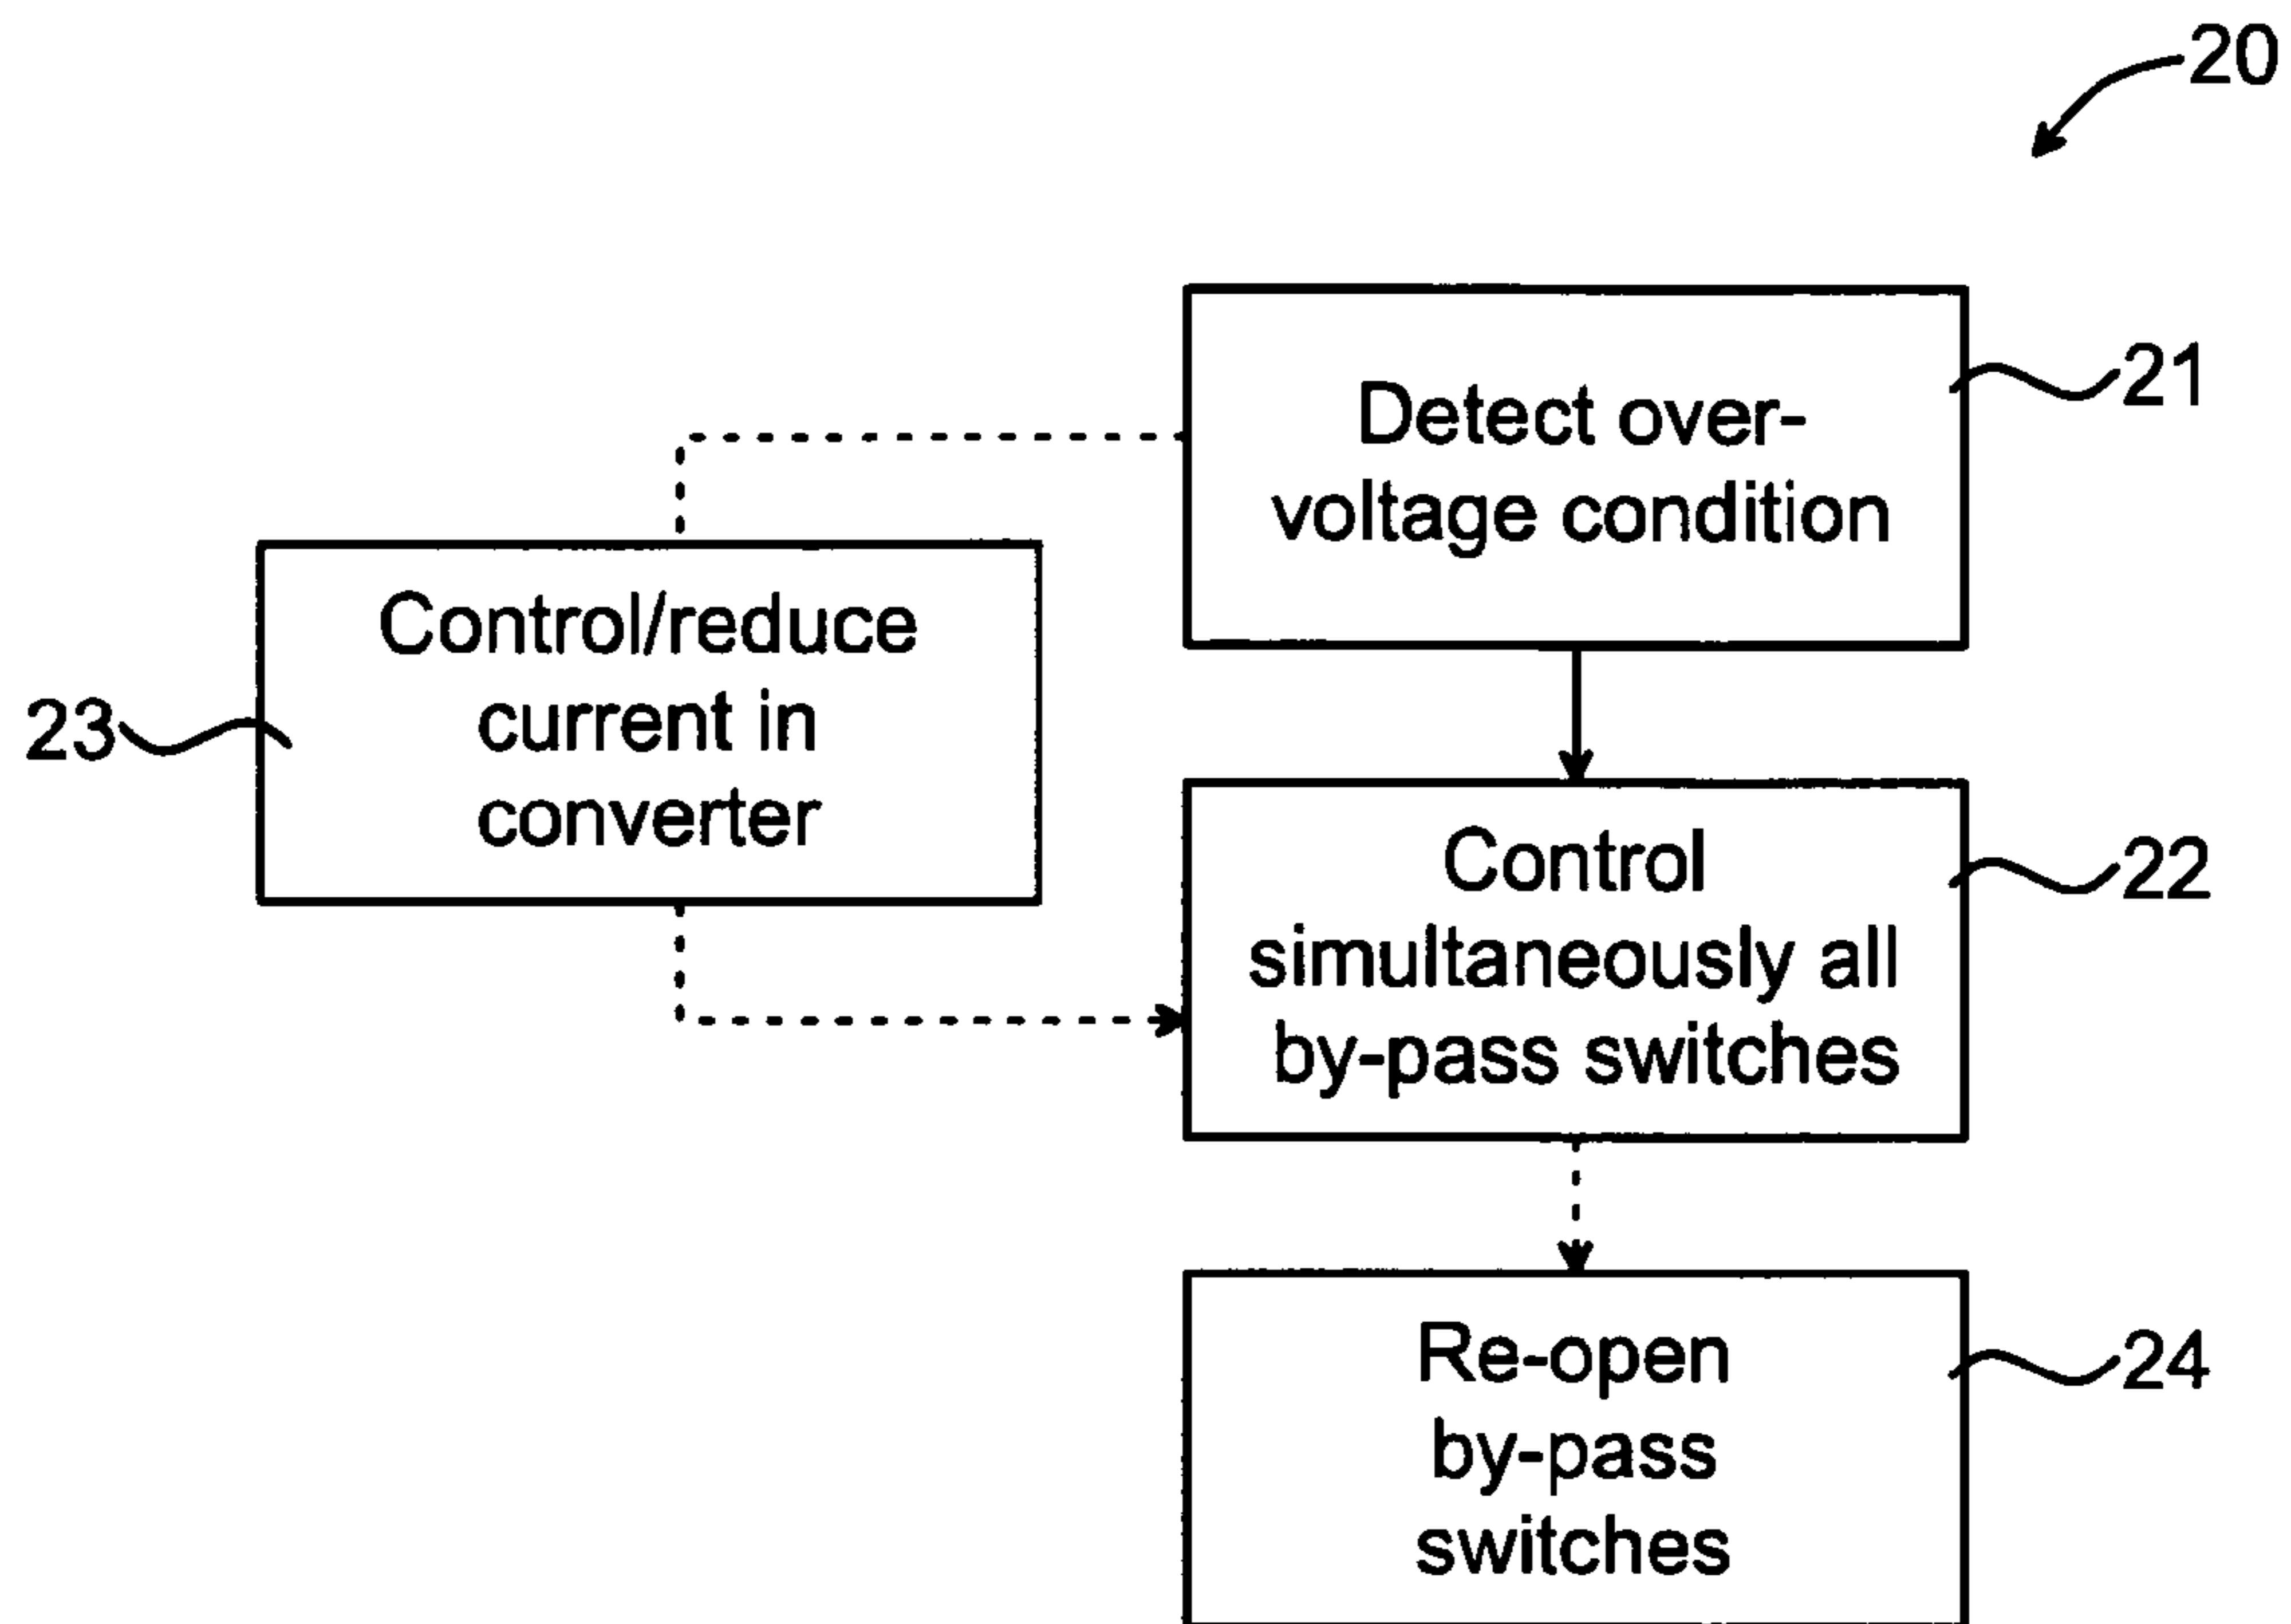 20
Detect over-
voltage condition
21
Control/reduce
current in
converter
23
Control
simultaneously all
by-pass switches
22
Re-open
by-pass
switches
24